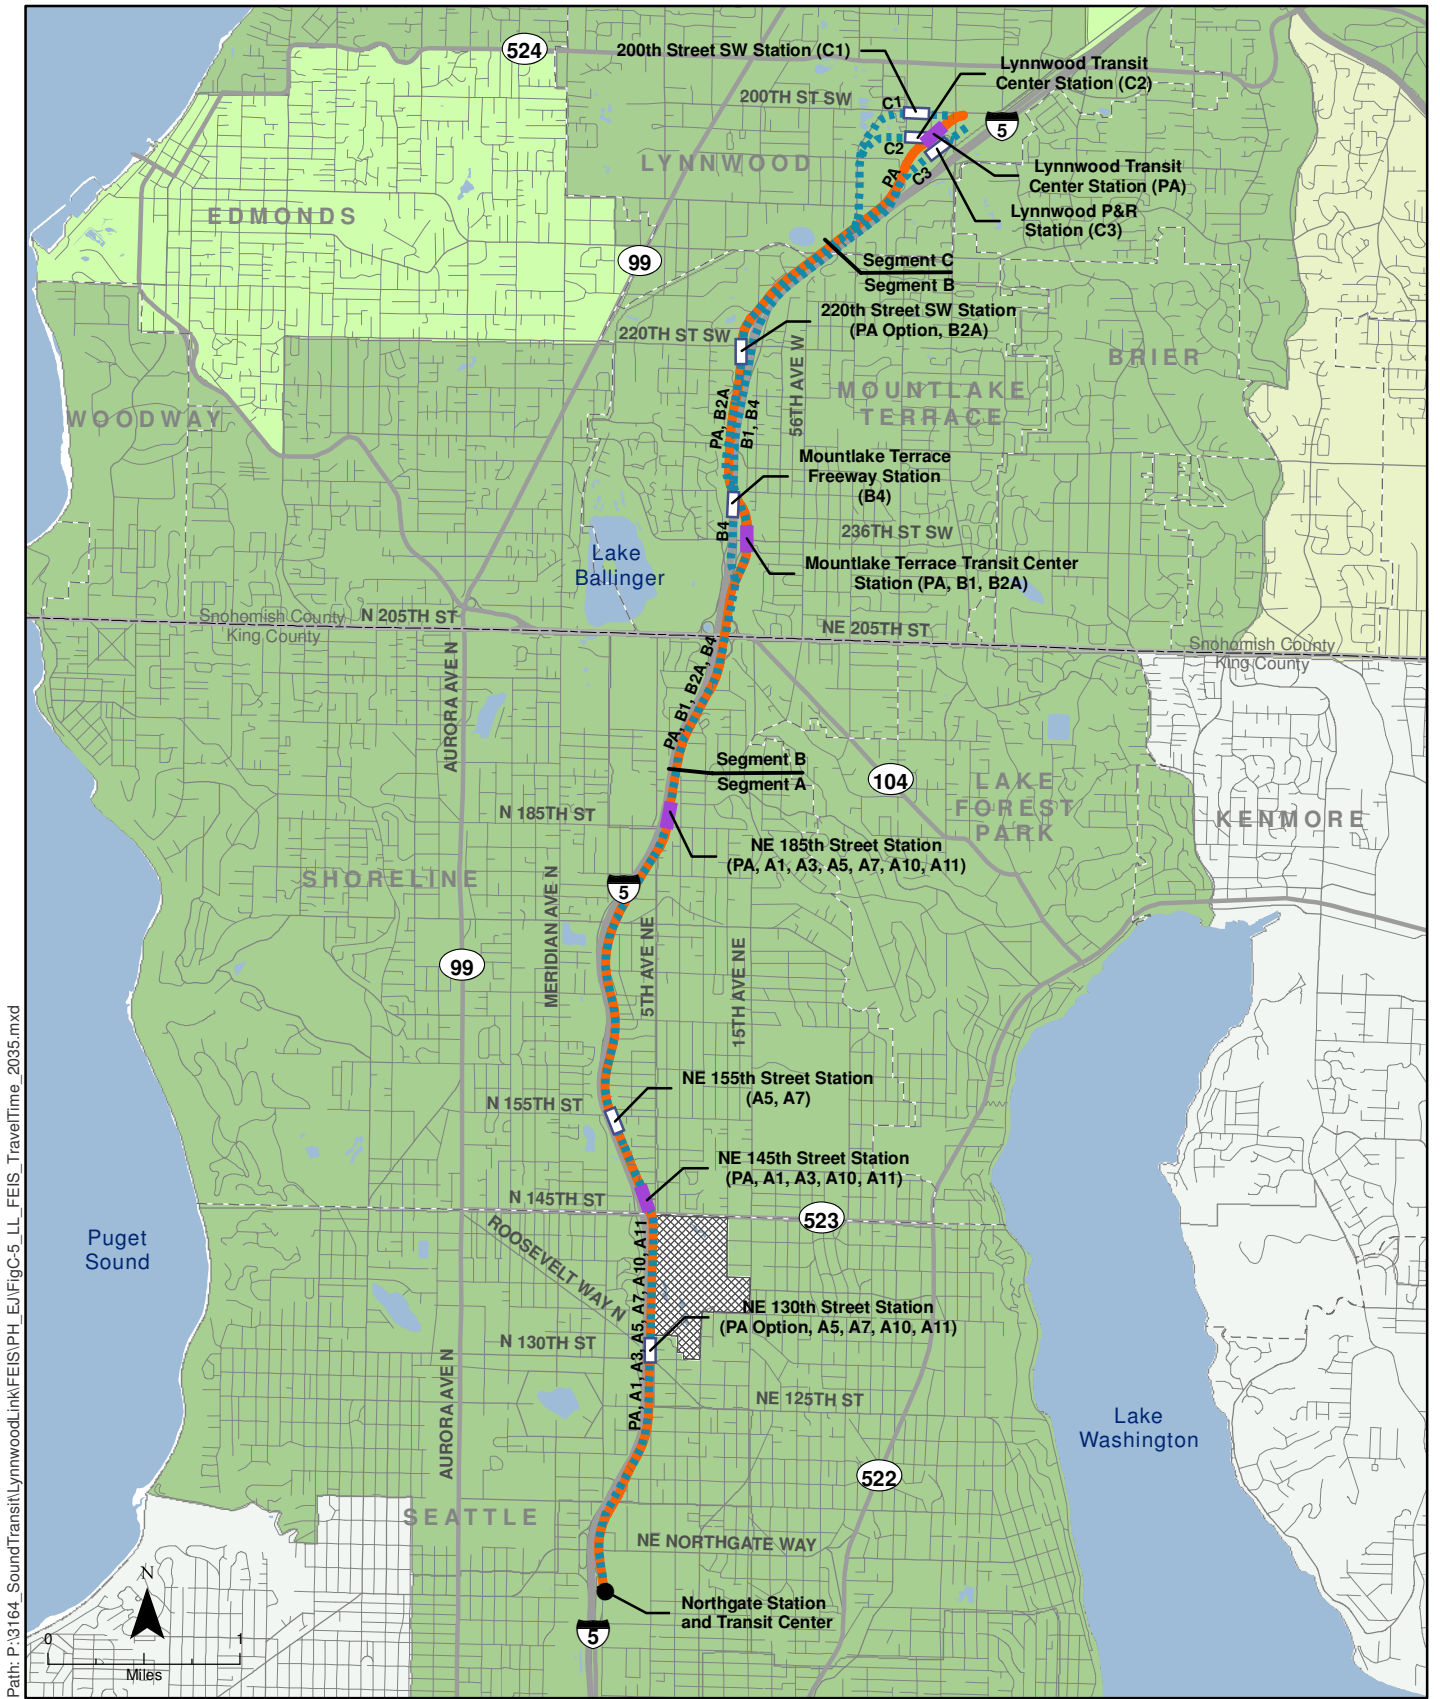 524
200th Street SW Station (C1)
Lynnwood Transit
Center Station (C2)
200TH ST SW
C1
5
C2
LYNNWOOD
PA
C3
Lynnwood Transit
Center Station (PA)
EDMONDS
Lynnwood P&R
Station (C3)
99
Segment C
Segment B
220th Street SW Station
(PA Option, B2A)
220TH ST SW
56TH AVE W
BRIER
MOUNTLAKE
TERRACE
WOODWAY
PA, B2A
B1, B4
Mountlake Terrace
Freeway Station
(B4)
B4
236TH ST SW
Lake
Ballinger
Mountlake Terrace Transit Center
Station (PA, B1, B2A)
Snohomish County
King County
N 205TH ST
NE 205TH ST
Snohomish County
King County
AURORA AVE N
PA, B1, B2A, B4
Segment B
Segment A
104
LAKE
FOREST
PARK
KENMORE
N 185TH ST
NE 185th Street Station
(PA, A1, A3, A5, A7, A10, A11)
SHORELINE
5
MERIDIAN AVE N
5TH AVE NE
15TH AVE NE
99
NE 155th Street Station
(A5, A7)
N 155TH ST
NE 145th Street Station
(PA, A1, A3, A10, A11)
N 145TH ST
523
Puget
Sound
ROOSEVELT WAY N
PA, A1, A3, A5, A7, A10, A11
NE 130th Street Station
(PA Option, A5, A7, A10, A11)
N 130TH ST
AURORA AVE N
NE 125TH ST
Lake
Washington
522
SEATTLE
NE NORTHGATE WAY
N
Northgate Station
and Transit Center
5
0 1
Miles
Path: P:\3164_SoundTransit\LynnwoodLink\FEIS\PH_EJ\FigC-5_LL_FEIS_TravelTime_2035.mxd